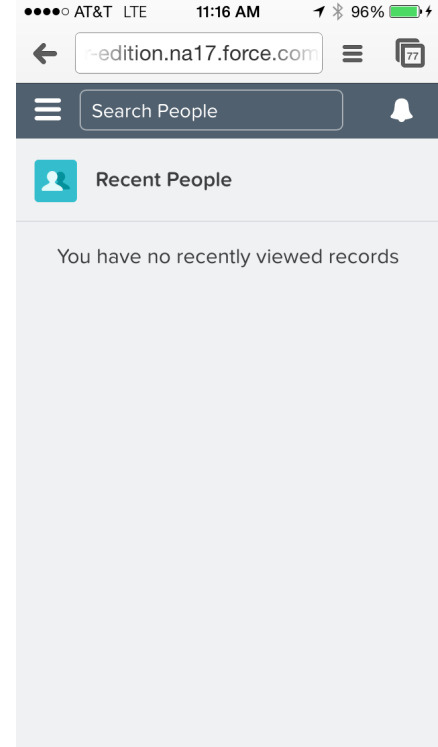 AT&T LTE 11:16 AM 96%
-edition.na17.force.com 77
Search People
Recent People
You have no recently viewed records